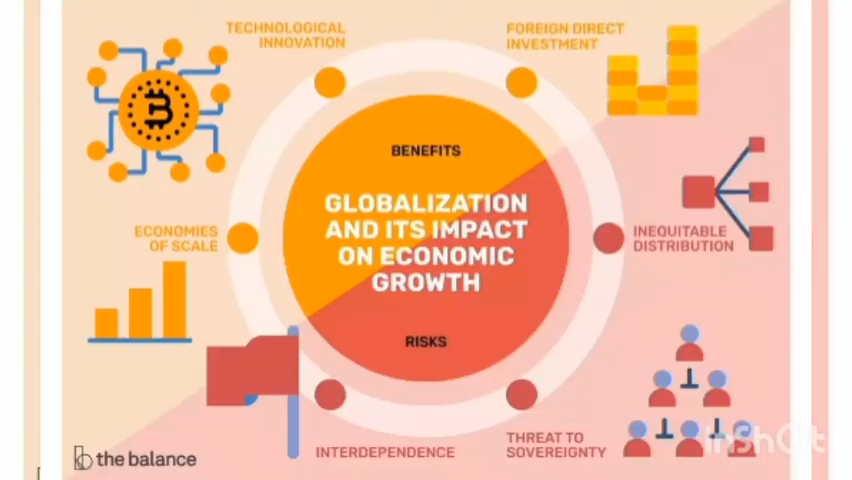 TECHNOLOGICAL
INNOVATION
FOREIGN DIRECT
INVESTMENT
BENEFITS
GLOBALIZATION
AND ITS IMPACT
ON ECONOMIC
GROWTH
ECONOMIES
OF SCALE
INEQUITABLE
DISTRIBUTION
RISKS
INTERDEPENDENCE
THREAT TO
SOVEREIGNTY
the balance
InShOt